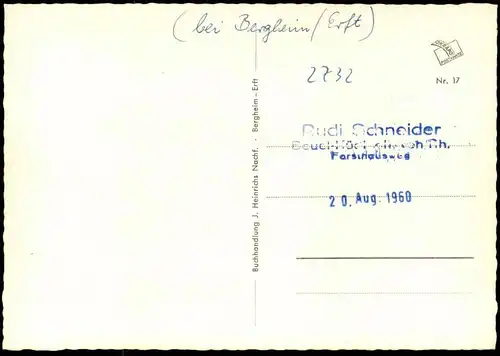 (bei Bergheim/Erft)
2732
Nr. 17
Rudi Schneider
Forsthausweg
20. Aug. 1960
Buchhandlung J. Heinrichs Nachf. · Bergheim-Erft